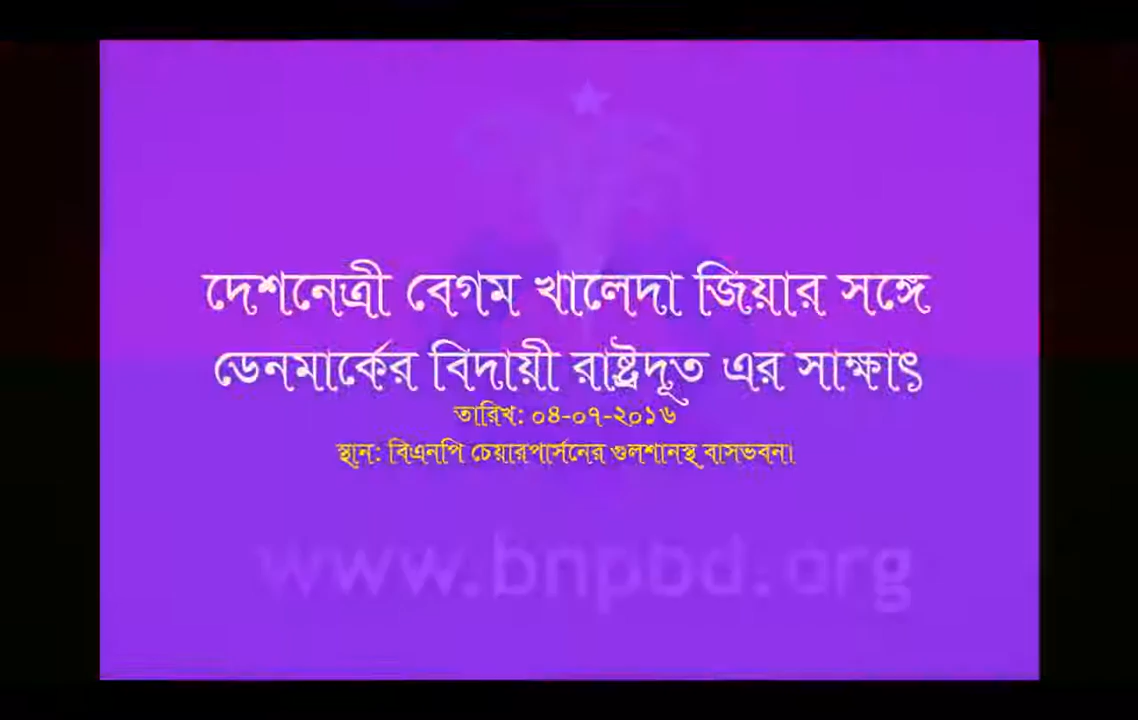 দেশনেত্রী বেগম খালেদা জিয়ার সঙ্গে
ডেনমার্কের বিদায়ী রাষ্ট্রদূত এর সাক্ষাৎ
তারিখ: ০৪-০৭-২০১৬
স্থান: বিএনপি চেয়ারপার্সনের গুলশানস্থ বাসভবন।
www.bnpbd.org